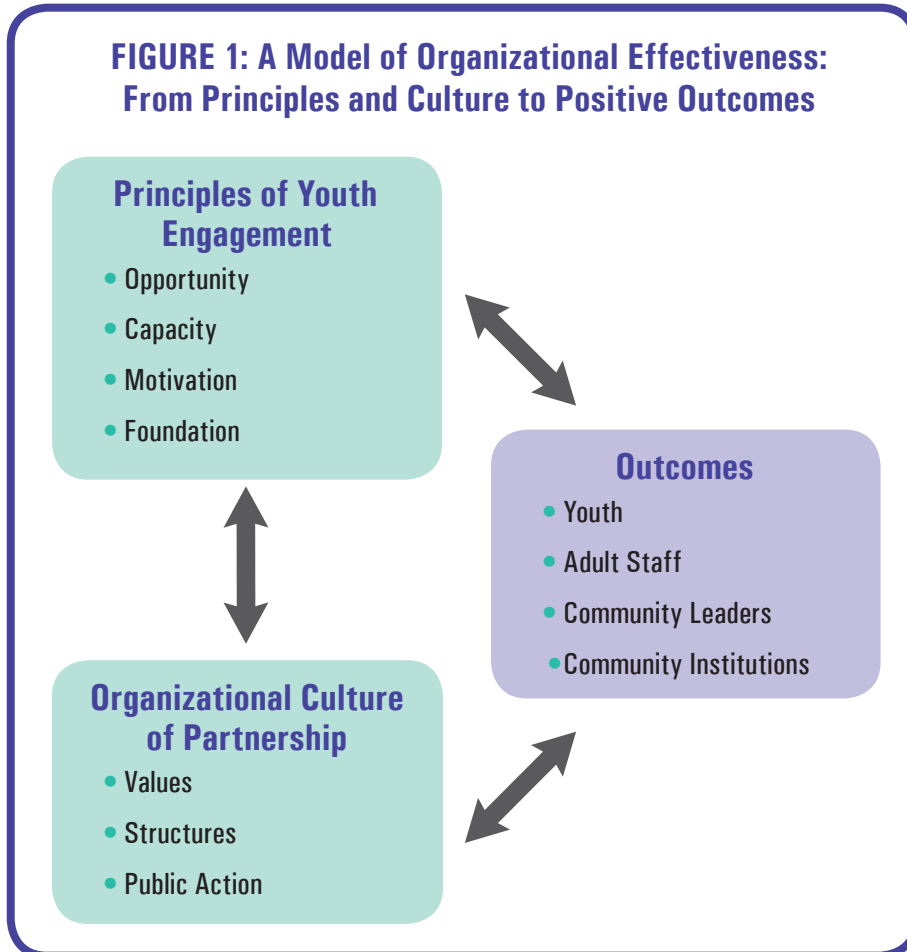 FIGURE 1: A Model of Organizational Effectiveness:
From Principles and Culture to Positive Outcomes
Principles of Youth
Engagement
• Opportunity
• Capacity
• Motivation
• Foundation
Outcomes
• Youth
• Adult Staff
• Community Leaders
• Community Institutions
Organizational Culture
of Partnership
• Values
• Structures
• Public Action